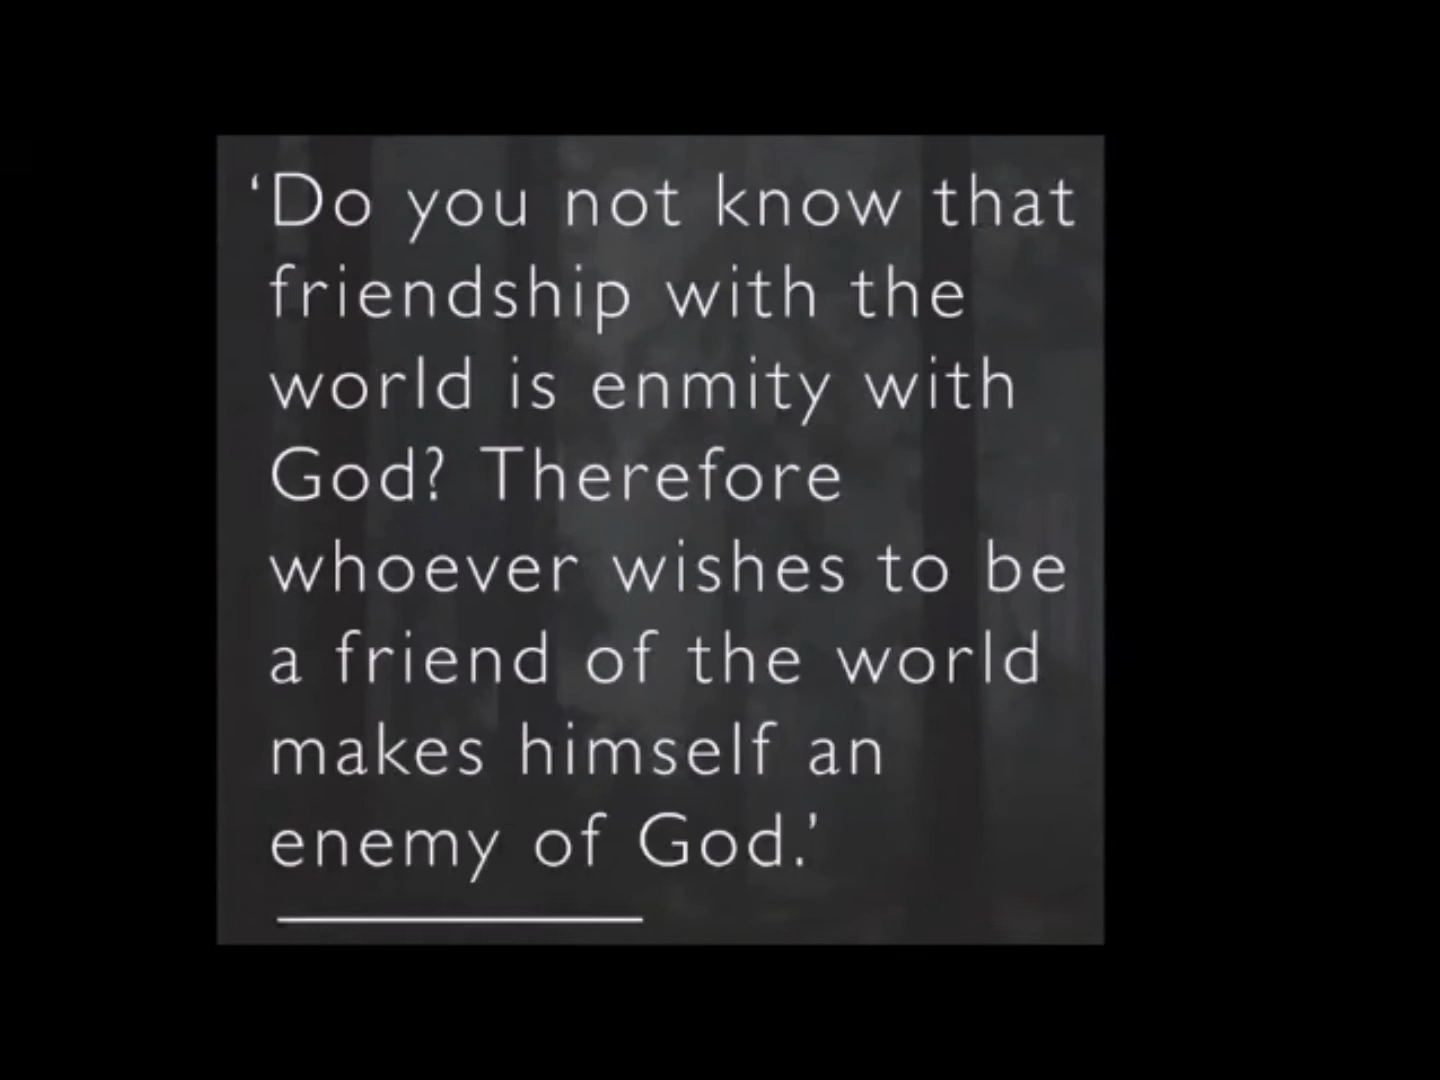 ‘Do you not know that
friendship with the
world is enmity with
God? Therefore
whoever wishes to be
a friend of the world
makes himself an
enemy of God.’